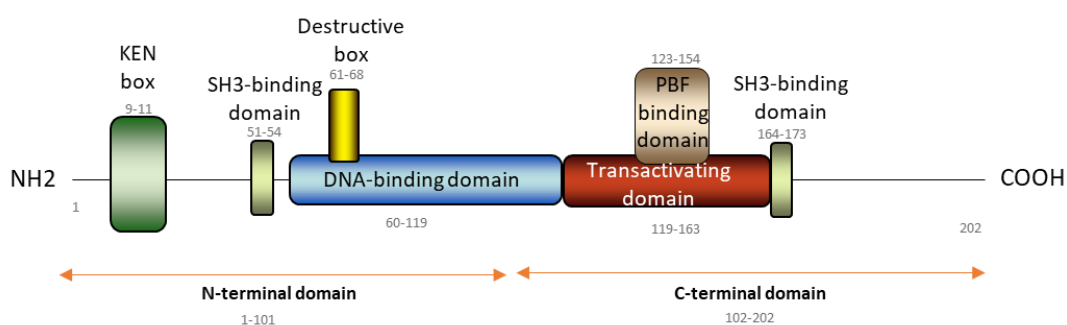 KEN
box
9-11
SH3-binding
domain
51-54
Destructive
box
61-68
123-154
PBF
binding
domain
SH3-binding
domain
164-173
NH2
1
DNA-binding domain
60-119
Transactivating
domain
119-163
COOH
202
N-terminal domain
1-101
C-terminal domain
102-202